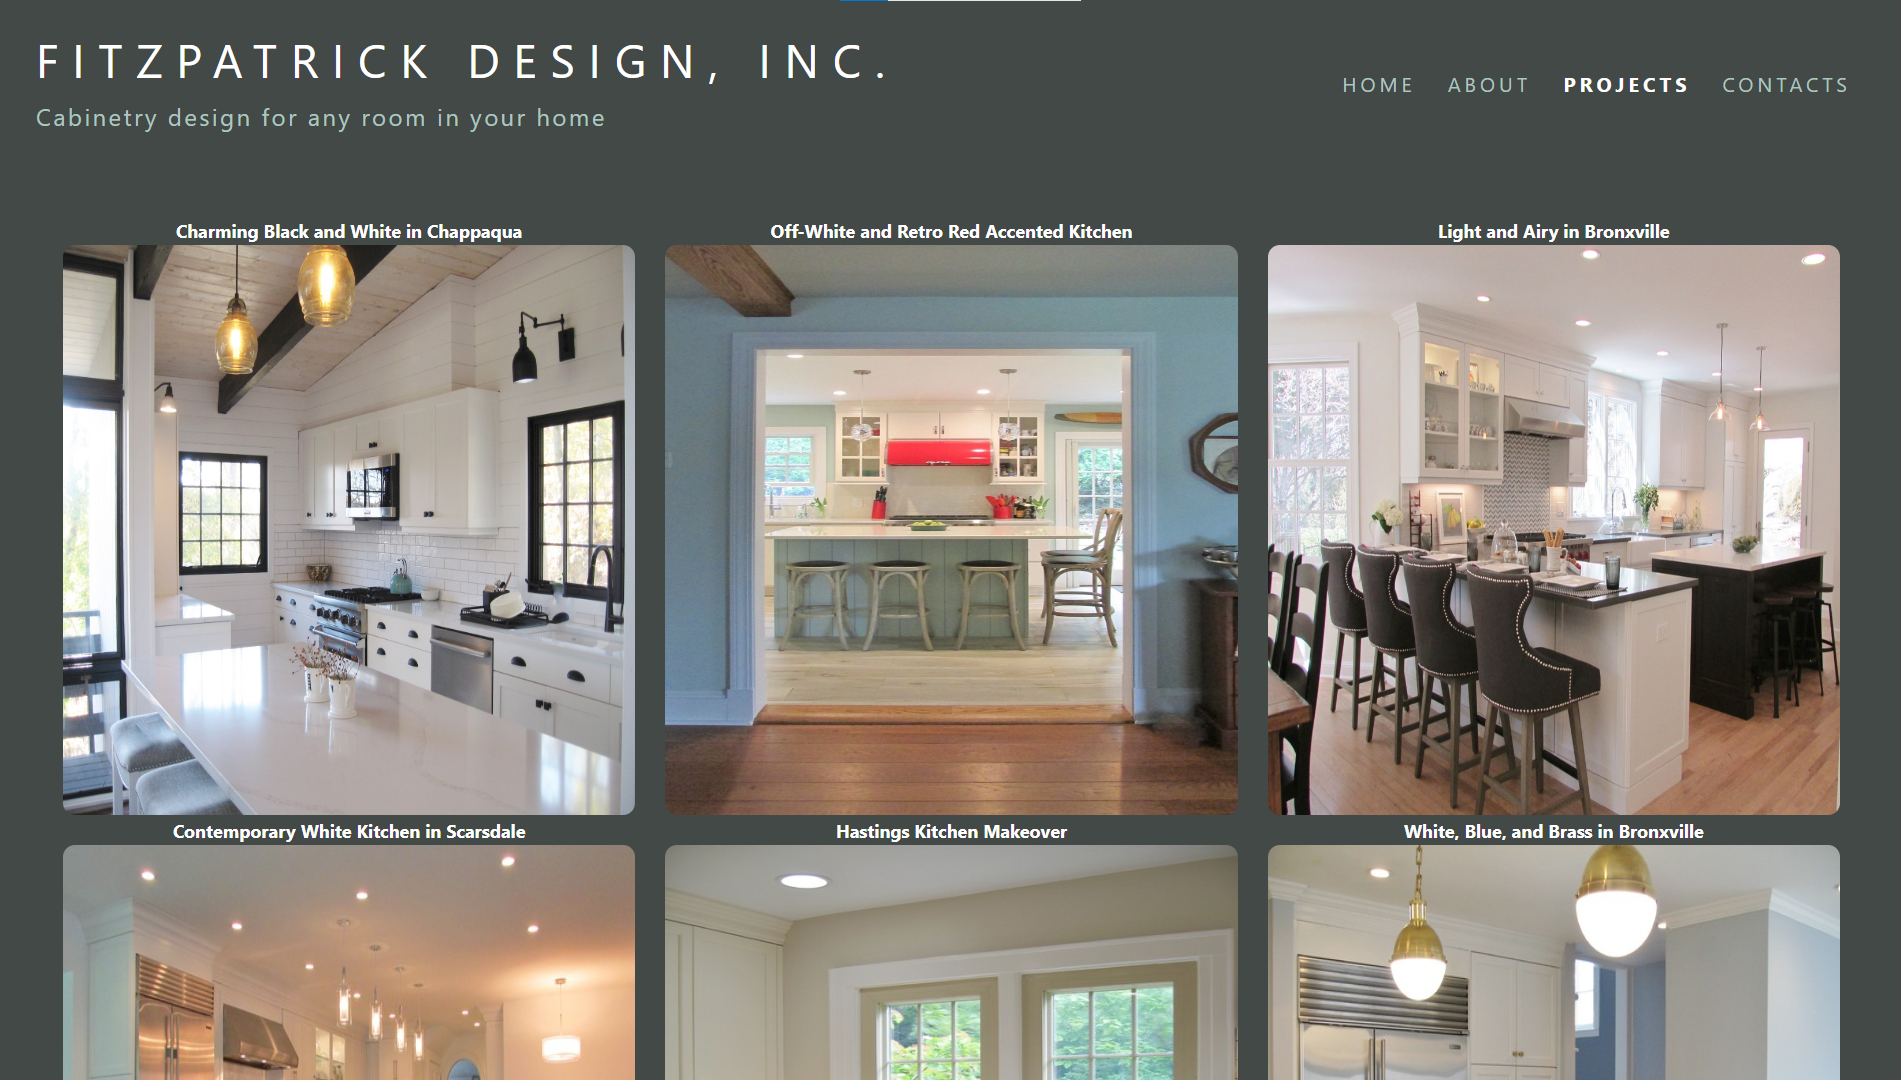 FITZPATRICK DESIGN, INC.
Cabinetry design for any room in your home
HOME ABOUT PROJECTS CONTACTS
Charming Black and White in Chappaqua
Off-White and Retro Red Accented Kitchen
Light and Airy in Bronxville
Contemporary White Kitchen in Scarsdale
Hastings Kitchen Makeover
White, Blue, and Brass in Bronxville